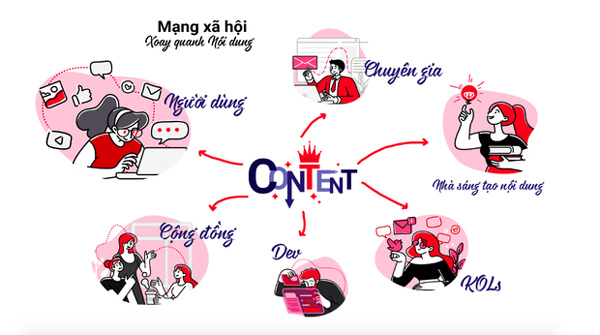 Mạng xã hội
Xoay quanh Nội dung
Chuyên gia
Người dùng
CONTENT
Nhà sáng tạo nội dung
Cộng đồng
Dev
KOLs